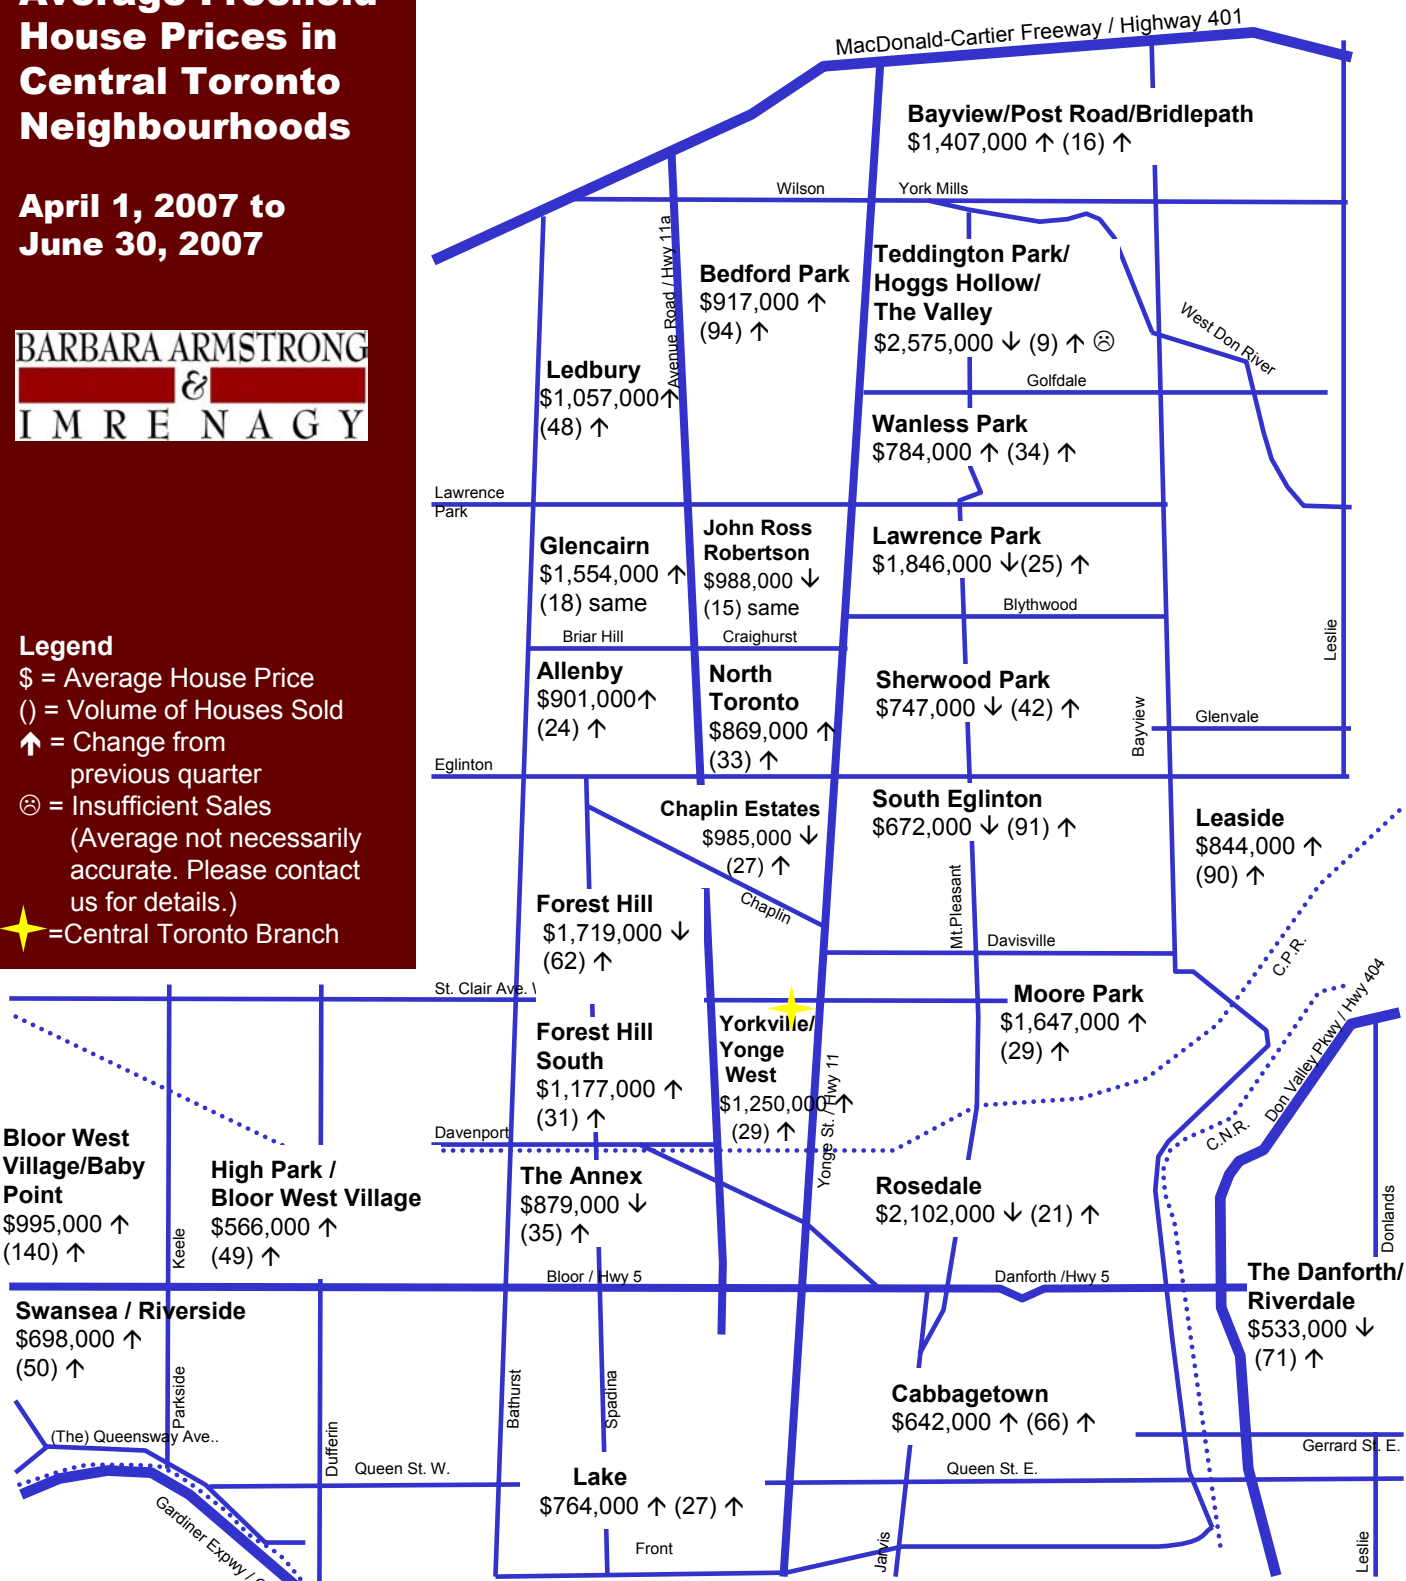 Average Freehold
House Prices in
Central Toronto
Neighbourhoods
April 1, 2007 to
June 30, 2007
BARBARA ARMSTRONG
&
IMRE NAGY
Legend
$ = Average House Price
() = Volume of Houses Sold
↑ = Change from
previous quarter
☹ = Insufficient Sales
(Average not necessarily
accurate. Please contact
us for details.)
=Central Toronto Branch
MacDonald-Cartier Freeway / Highway 401
Bayview/Post Road/Bridlepath
$1,407,000 ↑ (16) ↑
Wilson
York Mills
Avenue Road / Hwy 11a
Bedford Park
$917,000 ↑
(94) ↑
Teddington Park/
Hoggs Hollow/
The Valley
$2,575,000 ↓ (9) ↑ ☹
West Don River
Ledbury
$1,057,000↑
(48) ↑
Golfdale
Wanless Park
$784,000 ↑ (34) ↑
Lawrence
Park
Glencairn
$1,554,000 ↑
(18) same
John Ross
Robertson
$988,000 ↓
(15) same
Lawrence Park
$1,846,000 ↓(25) ↑
Blythwood
Leslie
Briar Hill
Craighurst
Allenby
$901,000↑
(24) ↑
North
Toronto
$869,000 ↑
(33) ↑
Sherwood Park
$747,000 ↓ (42) ↑
Bayview
Glenvale
Eglinton
Chaplin Estates
$985,000 ↓
(27) ↑
South Eglinton
$672,000 ↓ (91) ↑
Leaside
$844,000 ↑
(90) ↑
Chaplin
Forest Hill
$1,719,000 ↓
(62) ↑
Mt.Pleasant
Davisville
C.P.R.
St. Clair Ave.
Moore Park
$1,647,000 ↑
(29) ↑
Don Valley Pkwy / Hwy 404
Forest Hill
South
$1,177,000 ↑
(31) ↑
Yorkville/
Yonge
West
$1,250,000 ↑
(29) ↑
Yonge St. / Hwy 11
C.N.R.
Davenport
Bloor West
Village/Baby
Point
$995,000 ↑
(140) ↑
Keele
High Park /
Bloor West Village
$566,000 ↑
(49) ↑
The Annex
$879,000 ↓
(35) ↑
Rosedale
$2,102,000 ↓ (21) ↑
Donlands
Bloor / Hwy 5
Danforth /Hwy 5
The Danforth/
Riverdale
$533,000 ↓
(71) ↑
Swansea / Riverside
$698,000 ↑
(50) ↑
Parkside
Dufferin
Bathurst
Spadina
Cabbagetown
$642,000 ↑ (66) ↑
(The) Queensway Ave..
Gerrard St. E.
Queen St. W.
Queen St. E.
Lake
$764,000 ↑ (27) ↑
Gardiner Expwy /
Front
Jarvis
Leslie